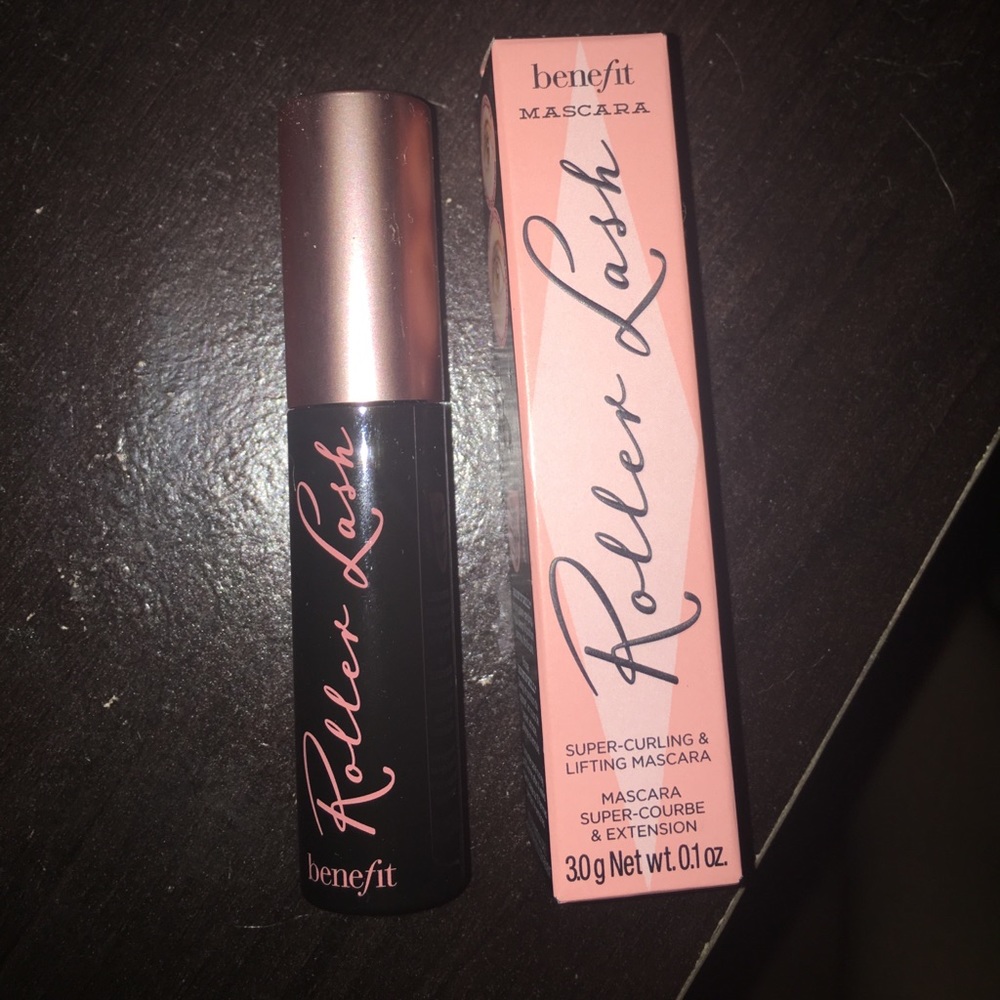 Roller Lash
benefit
benefit
MASCARA
Roller Lash
SUPER-CURLING &
LIFTING MASCARA
MASCARA
SUPER-COURBE
& EXTENSION
3.0 g Net wt. 0.1 oz.